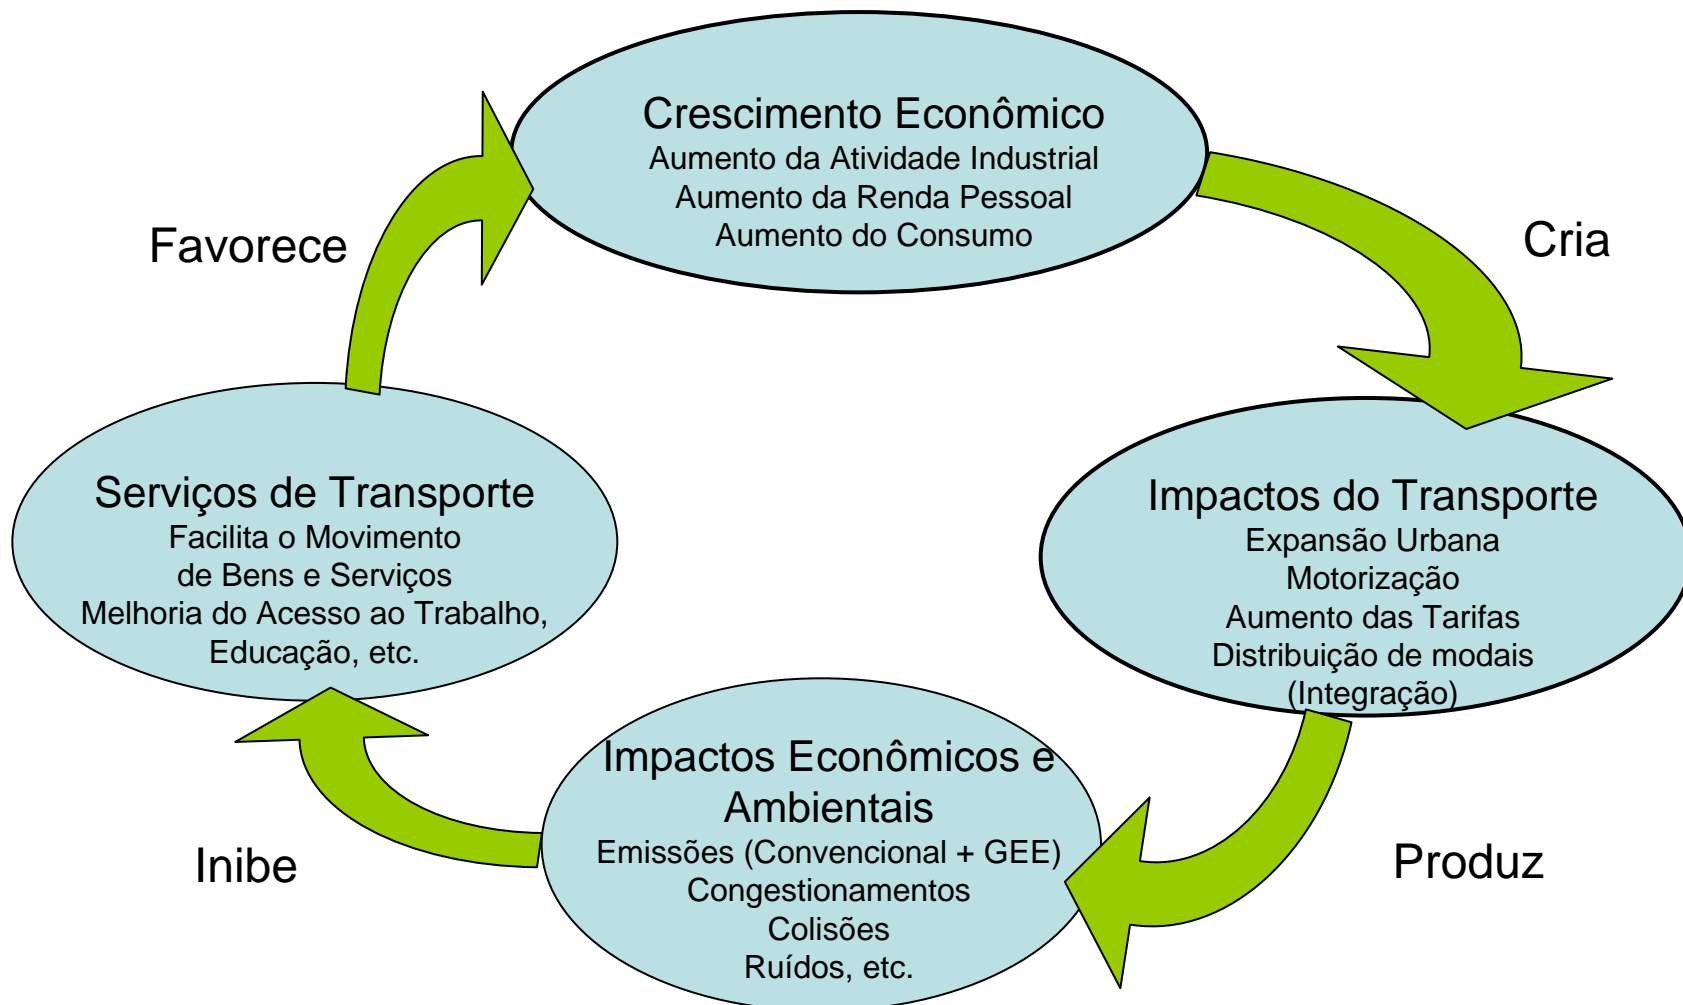 Crescimento Econômico
Aumento da Atividade Industrial
Aumento da Renda Pessoal
Aumento do Consumo
Cria
Impactos do Transporte
Expansão Urbana
Motorização
Aumento das Tarifas
Distribuição de modais
(Integração)
Produz
Impactos Econômicos e
Ambientais
Emissões (Convencional + GEE)
Congestionamentos
Colisões
Ruídos, etc.
Inibe
Serviços de Transporte
Facilita o Movimento
de Bens e Serviços
Melhoria do Acesso ao Trabalho,
Educação, etc.
Favorece